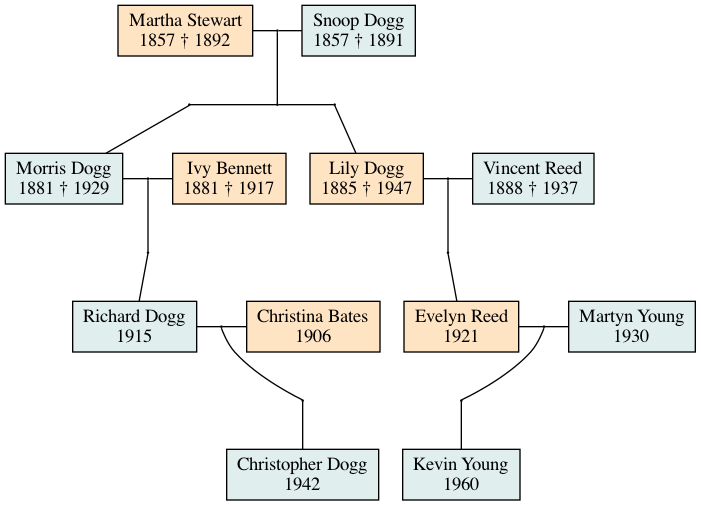 Martha Stewart
1857 † 1892
Snoop Dogg
1857 † 1891
Morris Dogg
1881 † 1929
Ivy Bennett
1881 † 1917
Lily Dogg
1885 † 1947
Vincent Reed
1888 † 1937
Richard Dogg
1915
Christina Bates
1906
Evelyn Reed
1921
Martyn Young
1930
Christopher Dogg
1942
Kevin Young
1960